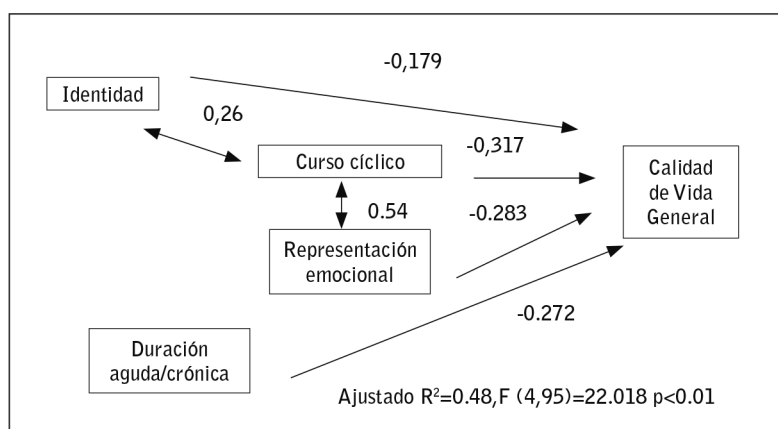 -0,179
Identidad
0,26
Curso cíclico
-0,317
Calidad
de Vida
General
0.54
-0.283
Representación
emocional
-0.272
Duración
aguda/crónica
Ajustado R²=0.48,F (4,95)=22.018 p<0.01